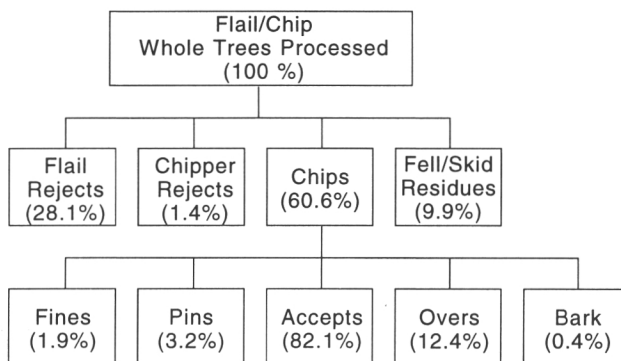 Flail/Chip
Whole Trees Processed
(100 %)
Flail
Rejects
(28.1%)
Chipper
Rejects
(1.4%)
Chips
(60.6%)
Fell/Skid
Residues
(9.9%)
Fines
(1.9%)
Pins
(3.2%)
Accepts
(82.1%)
Overs
(12.4%)
Bark
(0.4%)